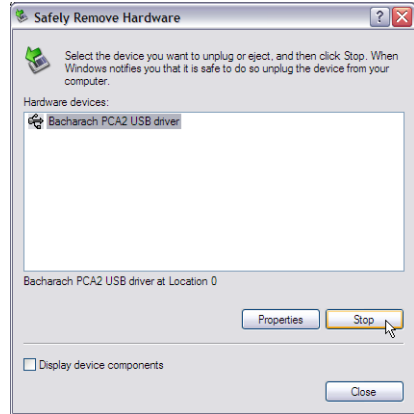 Safely Remove Hardware
Select the device you want to unplug or eject, and then click Stop. When
Windows notifies you that it is safe to do so unplug the device from your
computer.
Hardware devices:
Bacharach PCA2 USB driver
Bacharach PCA2 USB driver at Location 0
Properties
Stop
Display device components
Close